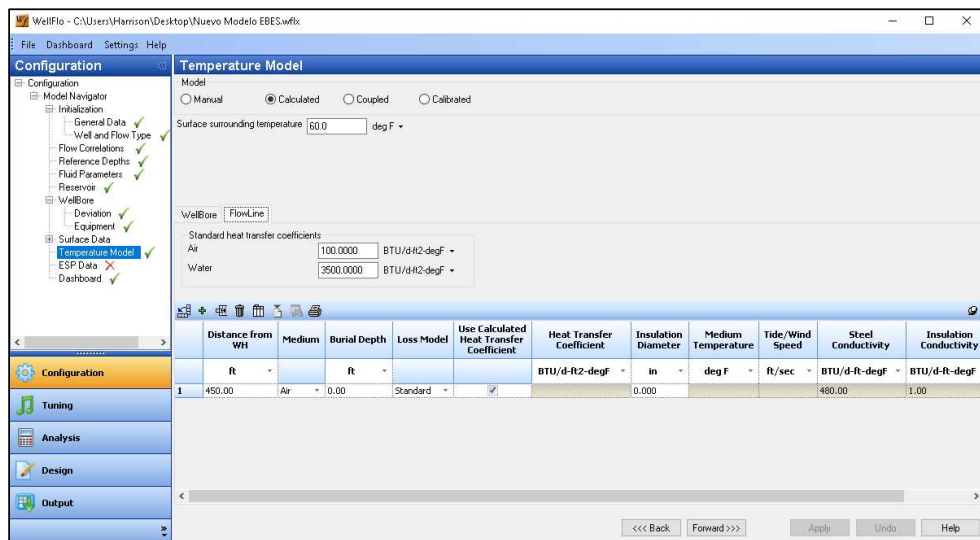 WellFlo - C:\Users\Harrison\Desktop\Nuevo Modelo EBES.wflx
File Dashboard Settings Help
Configuration
Configuration
Model Navigator
Initialization
General Data
Well and Flow Type
Flow Correlations
Reference Depths
Fluid Parameters
Reservoir
WellBore
Deviation
Equipment
Surface Data
Temperature Model
ESP Data
Dashboard
Configuration
Tuning
Analysis
Design
Output
Temperature Model
Model
Manual Calculated Coupled Calibrated
Surface surrounding temperature 60.0 deg F
WellBore FlowLine
Standard heat transfer coefficients
Air 100.0000 BTU/d-ft2-degF
Water 3500.0000 BTU/d-ft2-degF
Distance from WH Medium Burial Depth Loss Model Use Calculated Heat Transfer Coefficient Heat Transfer Coefficient Insulation Diameter Medium Temperature Tide/Wind Speed Steel Conductivity Insulation Conductivity
ft ft BTU/d-ft2-degF in deg F ft/sec BTU/d-ft-degF BTU/d-ft-degF
1 450.00 Air 0.00 Standard 0.000 480.00 1.00
<<< Back Forward >>> Apply Undo Help